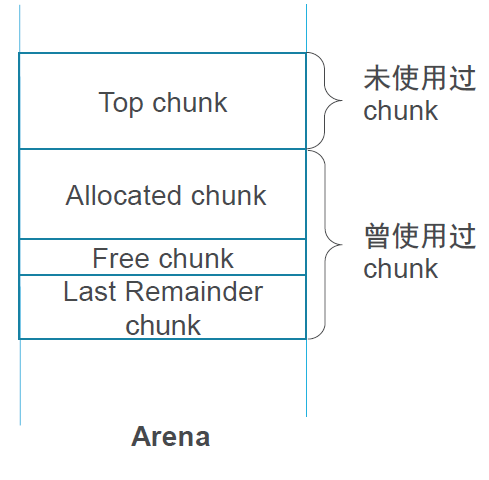 Top chunk
未使用过
chunk
Allocated chunk
曾使用过
chunk
Free chunk
Last Remainder
chunk
Arena